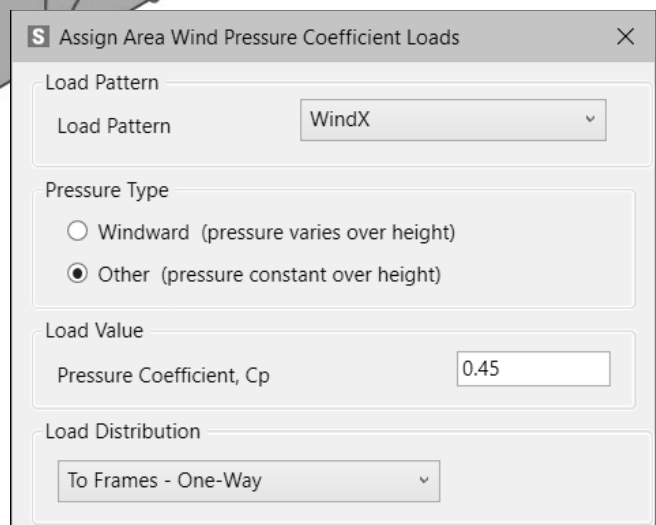 S Assign Area Wind Pressure Coefficient Loads
Load Pattern
Load Pattern WindX
Pressure Type
Windward (pressure varies over height)
Other (pressure constant over height)
Load Value
Pressure Coefficient, Cp 0.45
Load Distribution
To Frames - One-Way